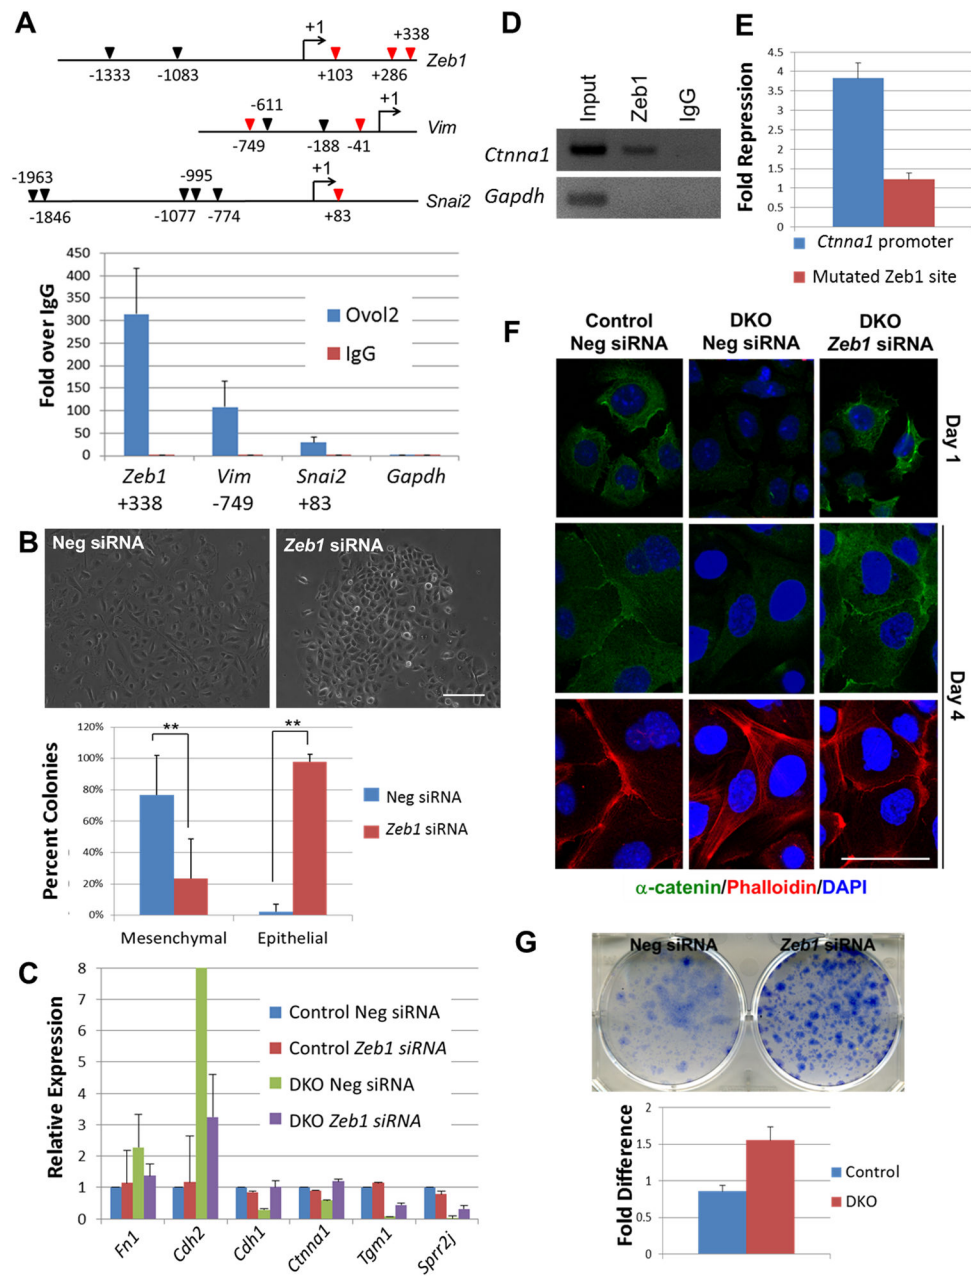 A
+1
+338
-1333
-1083
+103
+286
Zeb1
-611
+1
-749
-188
-41
Vim
-1963
-995
+1
-1846
-1077
-774
+83
Snai2
Fold over IgG
450
400
350
300
250
200
150
100
50
0
Ovol2
IgG
Zeb1
Vim
Snai2
Gapdh
+338
-749
+83
B
Neg siRNA
Zeb1 siRNA
Percent Colonies
120%
100%
80%
60%
40%
20%
0%
**
**
Neg siRNA
Zeb1 siRNA
Mesenchymal
Epithelial
C
Relative Expression
8
7
6
5
4
3
2
1
0
Control Neg siRNA
Control Zeb1 siRNA
DKO Neg siRNA
DKO Zeb1 siRNA
Fn1
Cdh2
Cdh1
Ctnna1
Tgm1
Sprr2j
D
Input
Zeb1
IgG
Ctnna1
Gapdh
E
Fold Repression
4.5
4
3.5
3
2.5
2
1.5
1
0.5
0
Ctnna1 promoter
Mutated Zeb1 site
F
Control
Neg siRNA
DKO
Neg siRNA
DKO
Zeb1 siRNA
Day 1
Day 4
α-catenin/Phalloidin/DAPI
G
Neg siRNA
Zeb1 siRNA
Fold Difference
2
1.5
1
0.5
0
Control
DKO